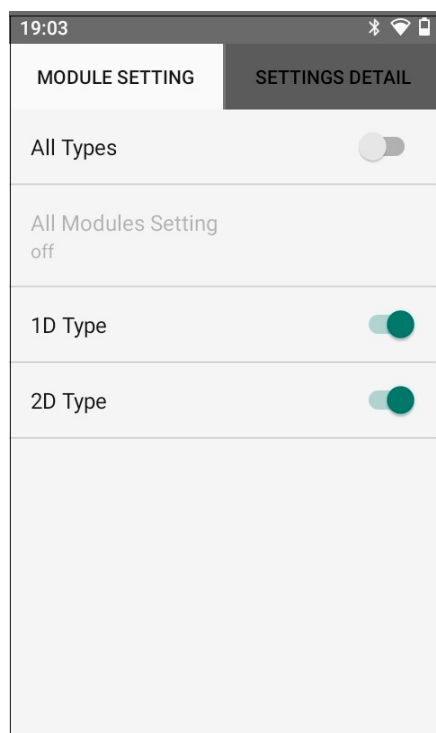 19:03
MODULE SETTING
SETTINGS DETAIL
All Types
All Modules Setting
off
1D Type
2D Type